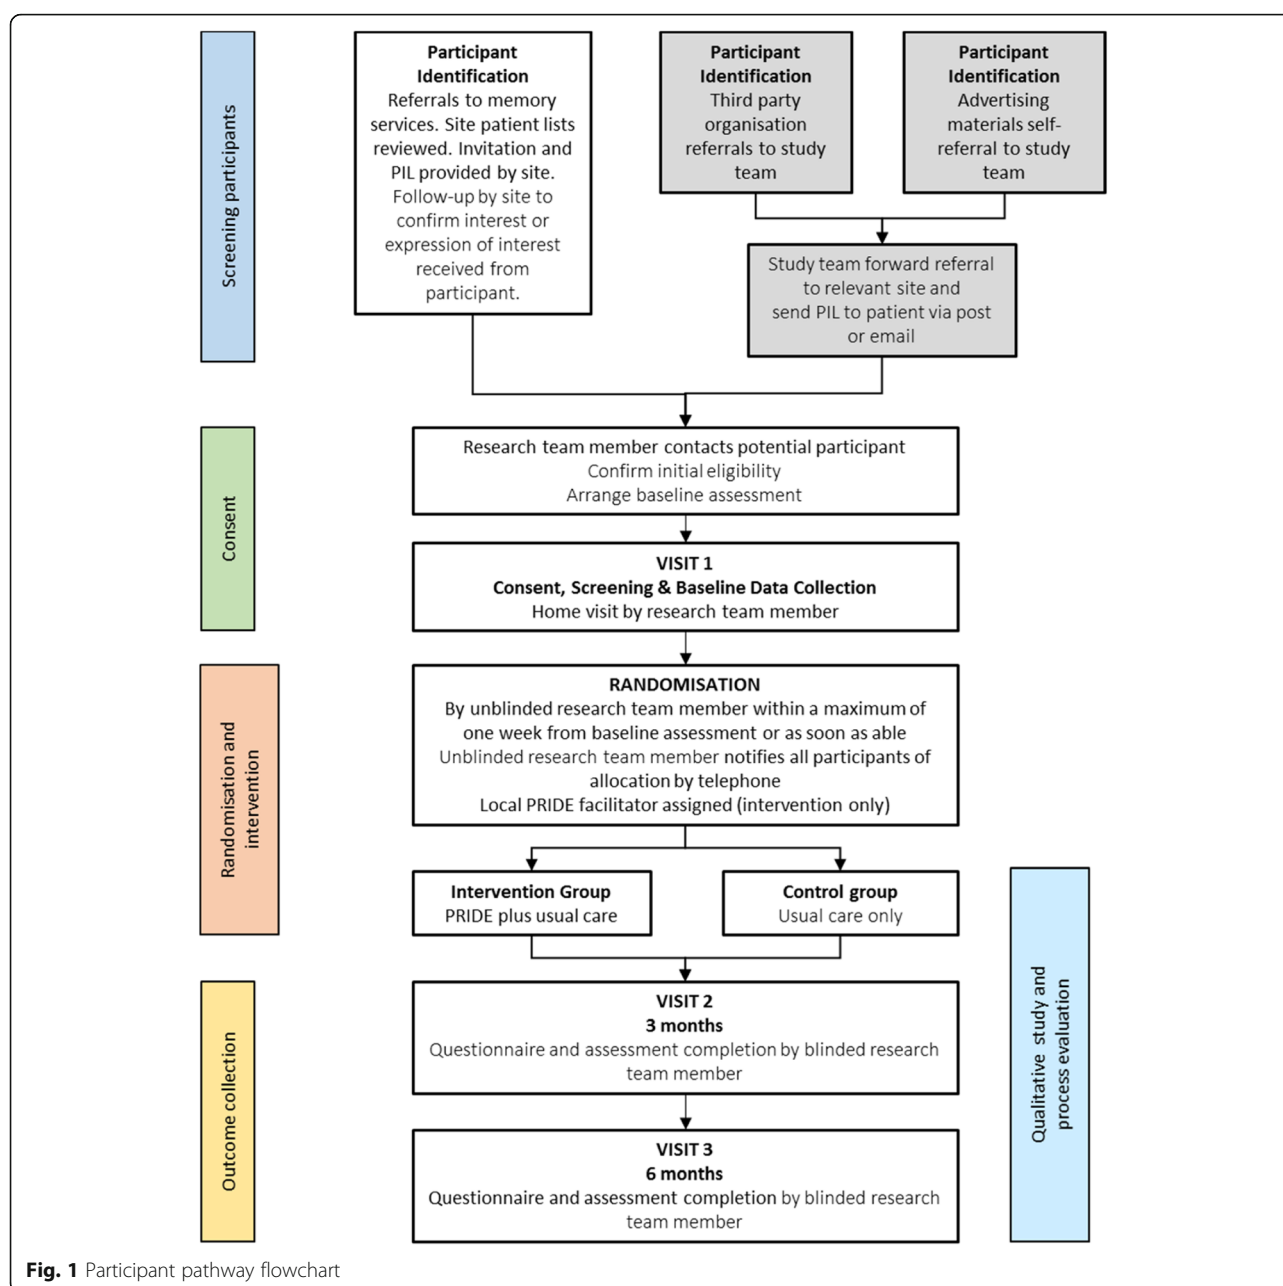 Screening participants
Participant
Identification
Referrals to memory
services. Site patient lists
reviewed. Invitation and
PIL provided by site.
Follow-up by site to
confirm interest or
expression of interest
received from
participant.
Participant
Identification
Third party
organisation
referrals to study
team
Participant
Identification
Advertising
materials self-
referral to study
team
Study team forward referral
to relevant site and
send PIL to patient via post
or email
Consent
Research team member contacts potential participant
Confirm initial eligibility
Arrange baseline assessment
VISIT 1
Consent, Screening & Baseline Data Collection
Home visit by research team member
Randomisation and
intervention
RANDOMISATION
By unblinded research team member within a maximum of
one week from baseline assessment or as soon as able
Unblinded research team member notifies all participants of
allocation by telephone
Local PRIDE facilitator assigned (intervention only)
Intervention Group
PRIDE plus usual care
Control group
Usual care only
Outcome collection
VISIT 2
3 months
Questionnaire and assessment completion by blinded research
team member
VISIT 3
6 months
Questionnaire and assessment completion by blinded research
team member
Qualitative study and
process evaluation
Fig. 1 Participant pathway flowchart